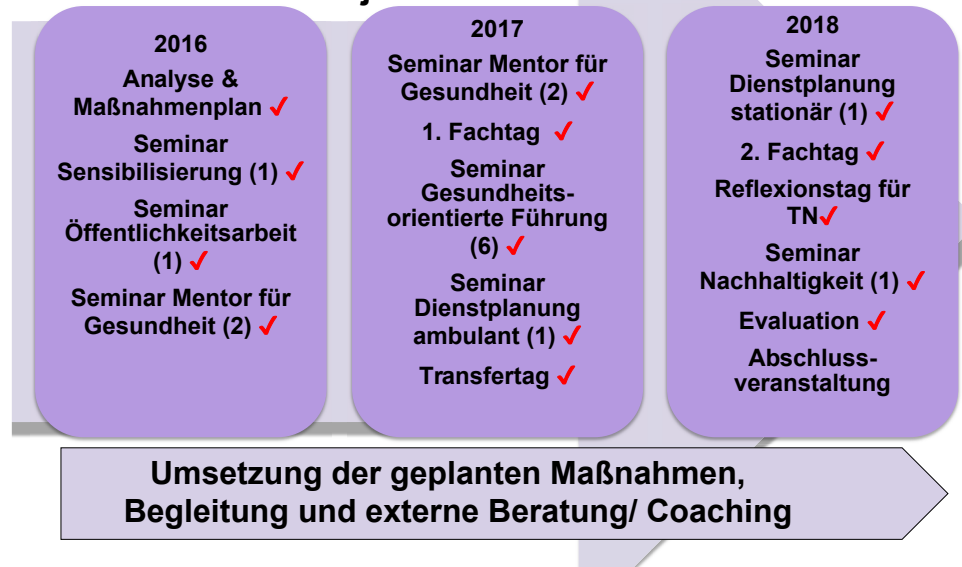 2016
Analyse &
Maßnahmenplan ✓
Seminar
Sensibilisierung (1) ✓
Seminar
Öffentlichkeitsarbeit
(1) ✓
Seminar Mentor für
Gesundheit (2) ✓
2017
Seminar Mentor für
Gesundheit (2) ✓
1. Fachtag ✓
Seminar
Gesundheits-
orientierte Führung
(6) ✓
Seminar
Dienstplanung
ambulant (1) ✓
Transfertag ✓
2018
Seminar
Dienstplanung
stationär (1) ✓
2. Fachtag ✓
Reflexionstag für
TN✓
Seminar
Nachhaltigkeit (1) ✓
Evaluation ✓
Abschluss-
veranstaltung
Umsetzung der geplanten Maßnahmen,
Begleitung und externe Beratung/ Coaching